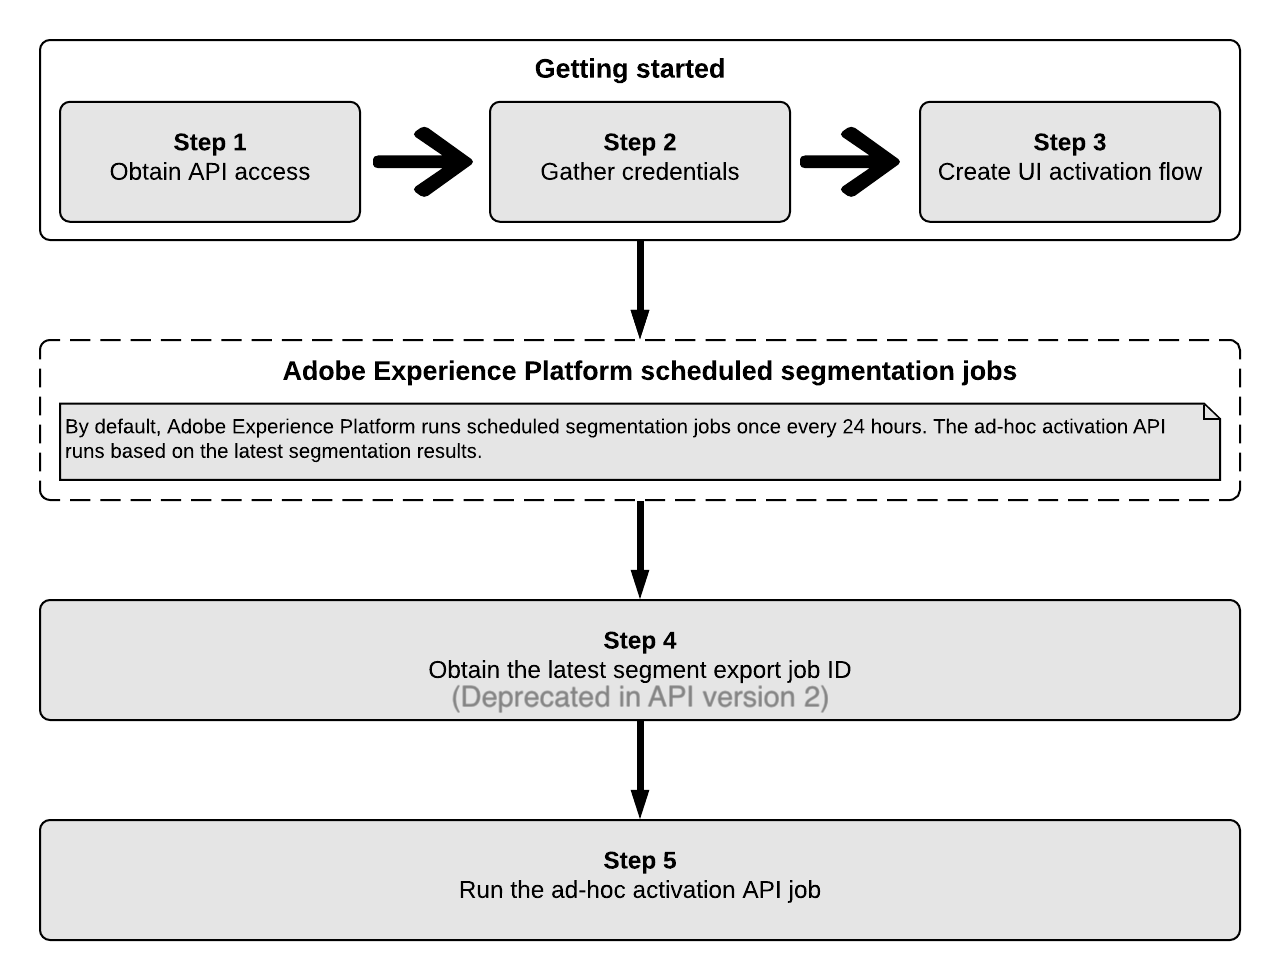 Getting started
Step 1
Obtain API access
Step 2
Gather credentials
Step 3
Create UI activation flow
Adobe Experience Platform scheduled segmentation jobs
By default, Adobe Experience Platform runs scheduled segmentation jobs once every 24 hours. The ad-hoc activation API
runs based on the latest segmentation results.
Step 4
Obtain the latest segment export job ID
(Deprecated in API version 2)
Step 5
Run the ad-hoc activation API job